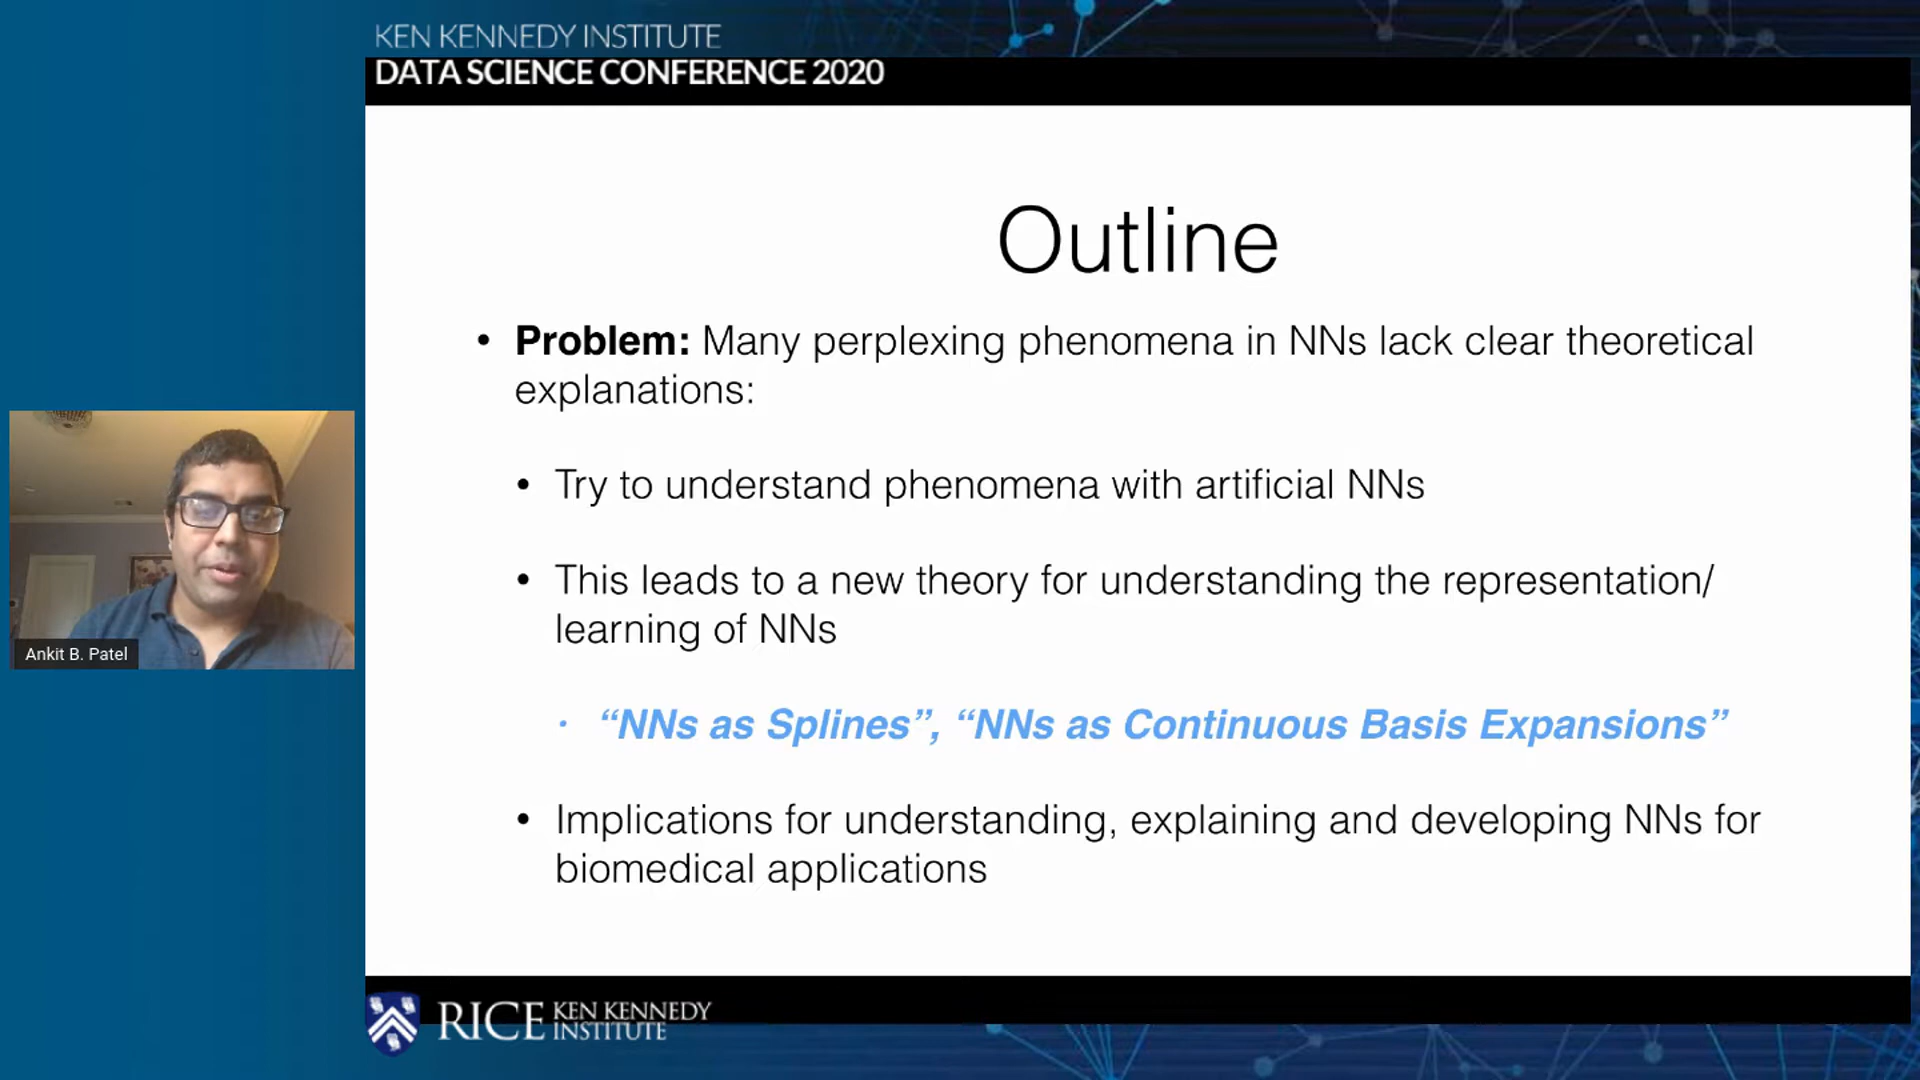 KEN KENNEDY INSTITUTE
DATA SCIENCE CONFERENCE 2020
Outline
• Problem: Many perplexing phenomena in NNs lack clear theoretical
explanations:
• Try to understand phenomena with artificial NNs
• This leads to a new theory for understanding the representation/
learning of NNs
• “NNs as Splines”, “NNs as Continuous Basis Expansions”
• Implications for understanding, explaining and developing NNs for
biomedical applications
Ankit B. Patel
RICE KEN KENNEDY
INSTITUTE